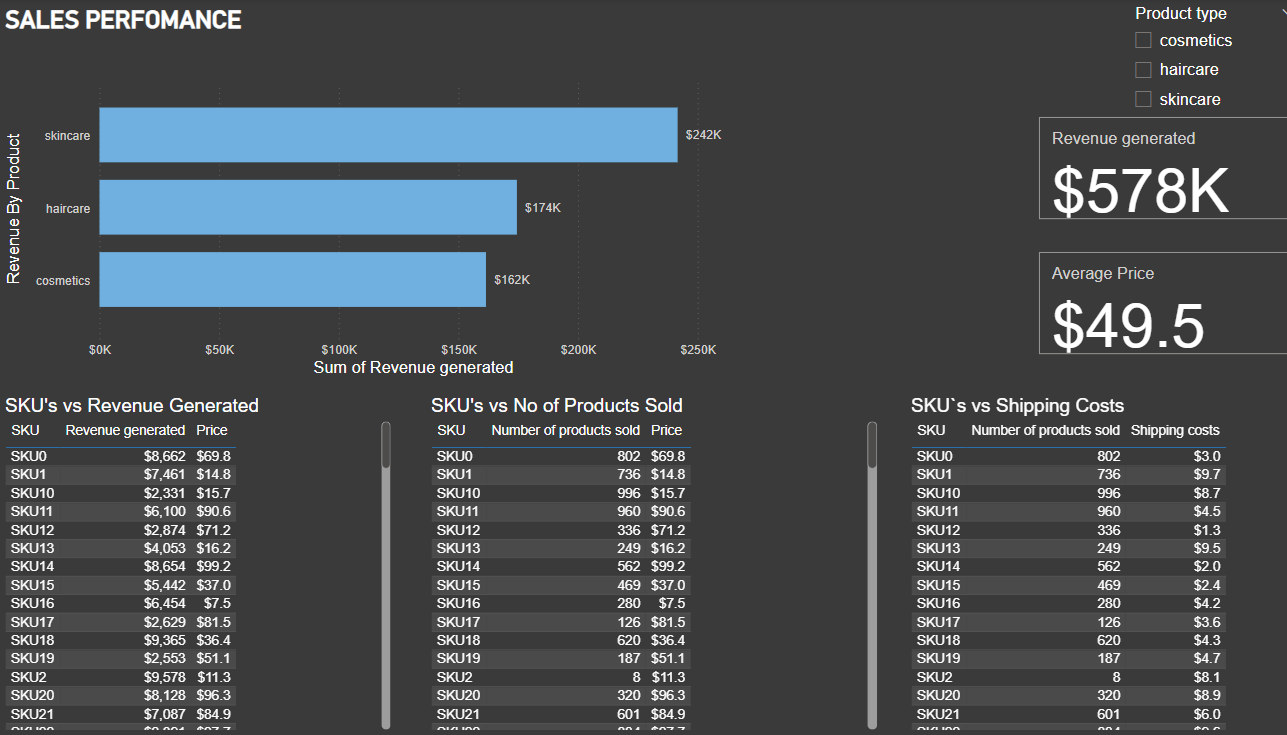 SALES PERFOMANCE
Product type
cosmetics
haircare
skincare
Revenue By Product
skincare $242K
haircare $174K
cosmetics $162K
$0K $50K $100K $150K $200K $250K
Sum of Revenue generated
Revenue generated
$578K
Average Price
$49.5
SKU's vs Revenue Generated
SKU Revenue generated Price
SKU0 $8,662 $69.8
SKU1 $7,461 $14.8
SKU10 $2,331 $15.7
SKU11 $6,100 $90.6
SKU12 $2,874 $71.2
SKU13 $4,053 $16.2
SKU14 $8,654 $99.2
SKU15 $5,442 $37.0
SKU16 $6,454 $7.5
SKU17 $2,629 $81.5
SKU18 $9,365 $36.4
SKU19 $2,553 $51.1
SKU2 $9,578 $11.3
SKU20 $8,128 $96.3
SKU21 $7,087 $84.9
SKU's vs No of Products Sold
SKU Number of products sold Price
SKU0 802 $69.8
SKU1 736 $14.8
SKU10 996 $15.7
SKU11 960 $90.6
SKU12 336 $71.2
SKU13 249 $16.2
SKU14 562 $99.2
SKU15 469 $37.0
SKU16 280 $7.5
SKU17 126 $81.5
SKU18 620 $36.4
SKU19 187 $51.1
SKU2 8 $11.3
SKU20 320 $96.3
SKU21 601 $84.9
SKU`s vs Shipping Costs
SKU Number of products sold Shipping costs
SKU0 802 $3.0
SKU1 736 $9.7
SKU10 996 $8.7
SKU11 960 $4.5
SKU12 336 $1.3
SKU13 249 $9.5
SKU14 562 $2.0
SKU15 469 $2.4
SKU16 280 $4.2
SKU17 126 $3.6
SKU18 620 $4.3
SKU19 187 $4.7
SKU2 8 $8.1
SKU20 320 $8.9
SKU21 601 $6.0